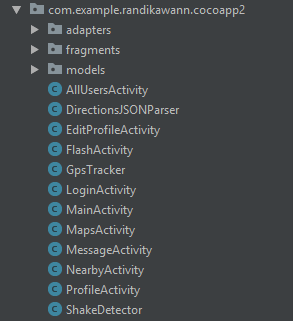 com.example.randikawann.cocoapp2
adapters
fragments
models
AllUsersActivity
DirectionsJSONParser
EditProfileActivity
FlashActivity
GpsTracker
LoginActivity
MainActivity
MapsActivity
MessageActivity
NearbyActivity
ProfileActivity
ShakeDetector